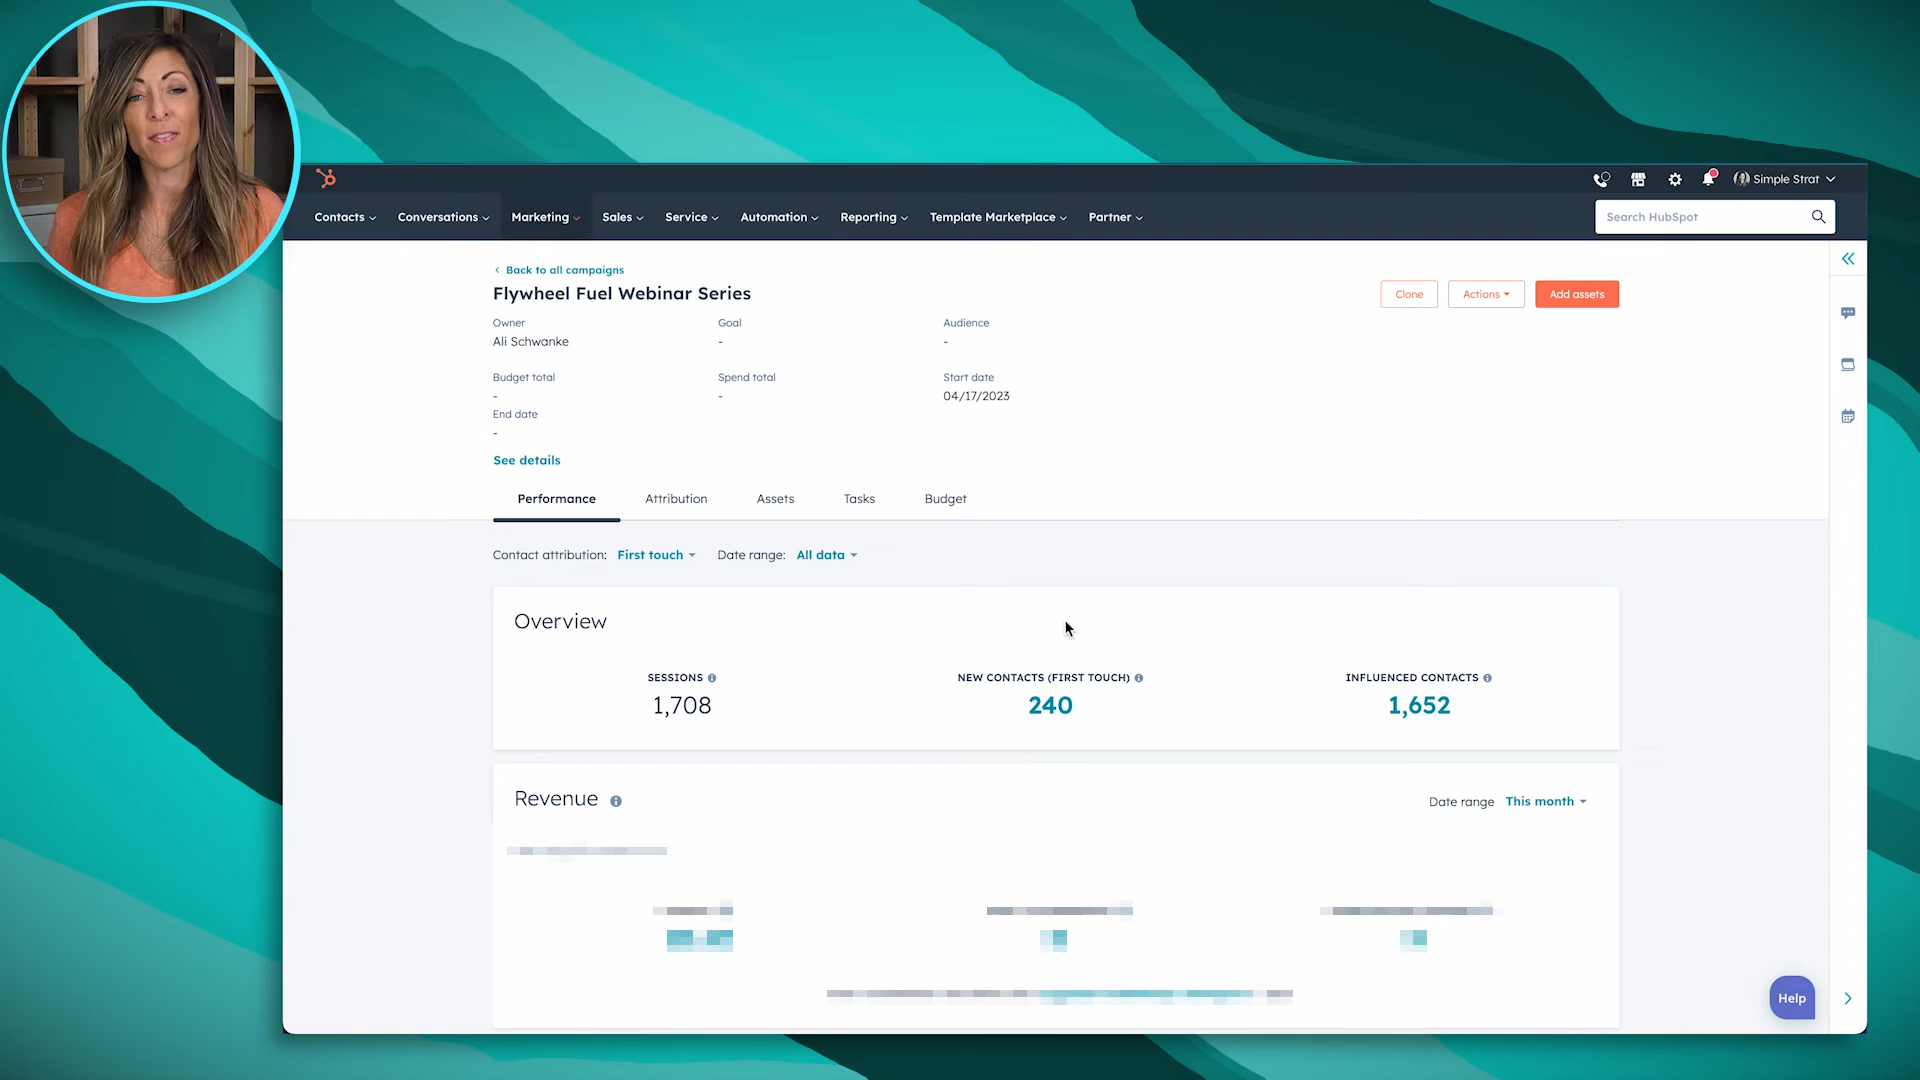 Simple Strat
Contacts Conversations Marketing Sales Service Automation Reporting Template Marketplace Partner
Search HubSpot
Back to all campaigns
Flywheel Fuel Webinar Series
Clone Actions Add assets
Owner Goal Audience
Ali Schwanke - -
Budget total Spend total Start date
- - 04/17/2023
End date
-
See details
Performance Attribution Assets Tasks Budget
Contact attribution: First touch Date range: All data
Overview
SESSIONS NEW CONTACTS (FIRST TOUCH) INFLUENCED CONTACTS
1,708 240 1,652
Revenue
Date range This month
Help